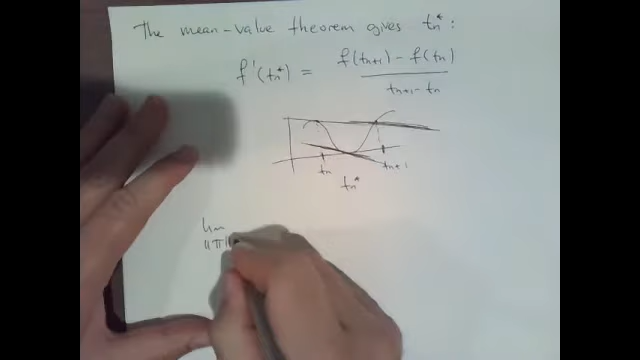 The mean-value theorem gives tn*:
f'(tn*) = f(tn+1) - f(tn)
tn+1 - tn
tn
tn+1
tn*
lim
||π||